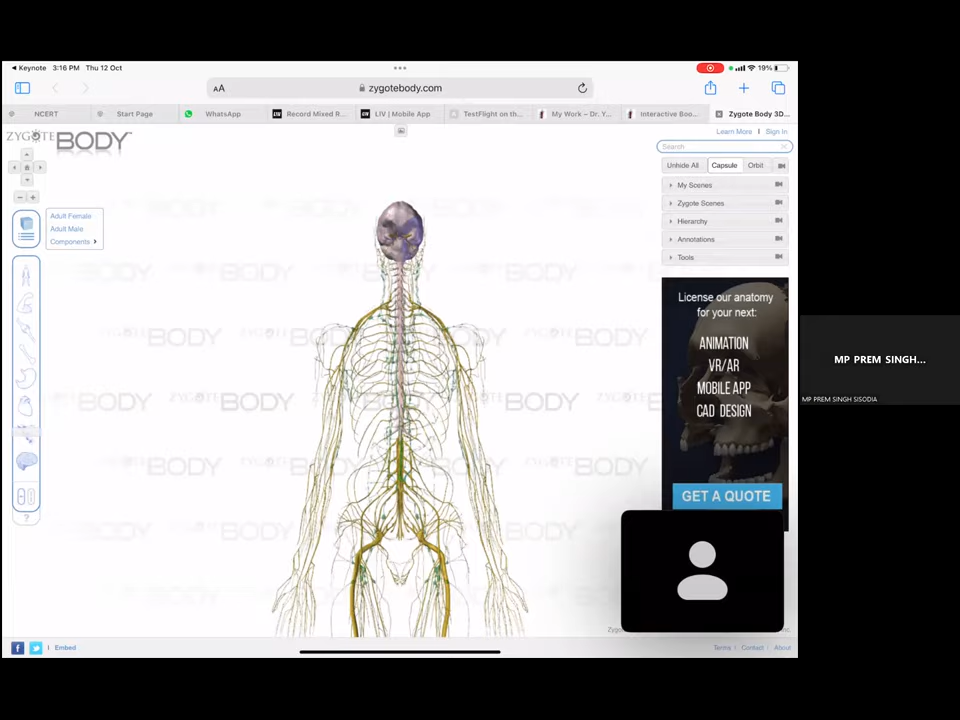 Keynote 3:16 PM Thu 12 Oct
19%
AA
zygotebody.com
NCERT
Start Page
WhatsApp
Record Mixed R...
LIV | Mobile App
TestFlight on th...
My Work ~ Dr. Y...
Interactive Boo...
Zygote Body 3D...
ZYGOTE BODY
Learn More | Sign In
Search
Unhide All Capsule Orbit
My Scenes
Zygote Scenes
Hierarchy
Annotations
Tools
Adult Female
Adult Male
Components
License our anatomy
for your next:
ANIMATION
VR/AR
MOBILE APP
CAD DESIGN
GET A QUOTE
MP PREM SINGH...
MP PREM SINGH SISODIA
?
f | Embed
Terms | Contact | About